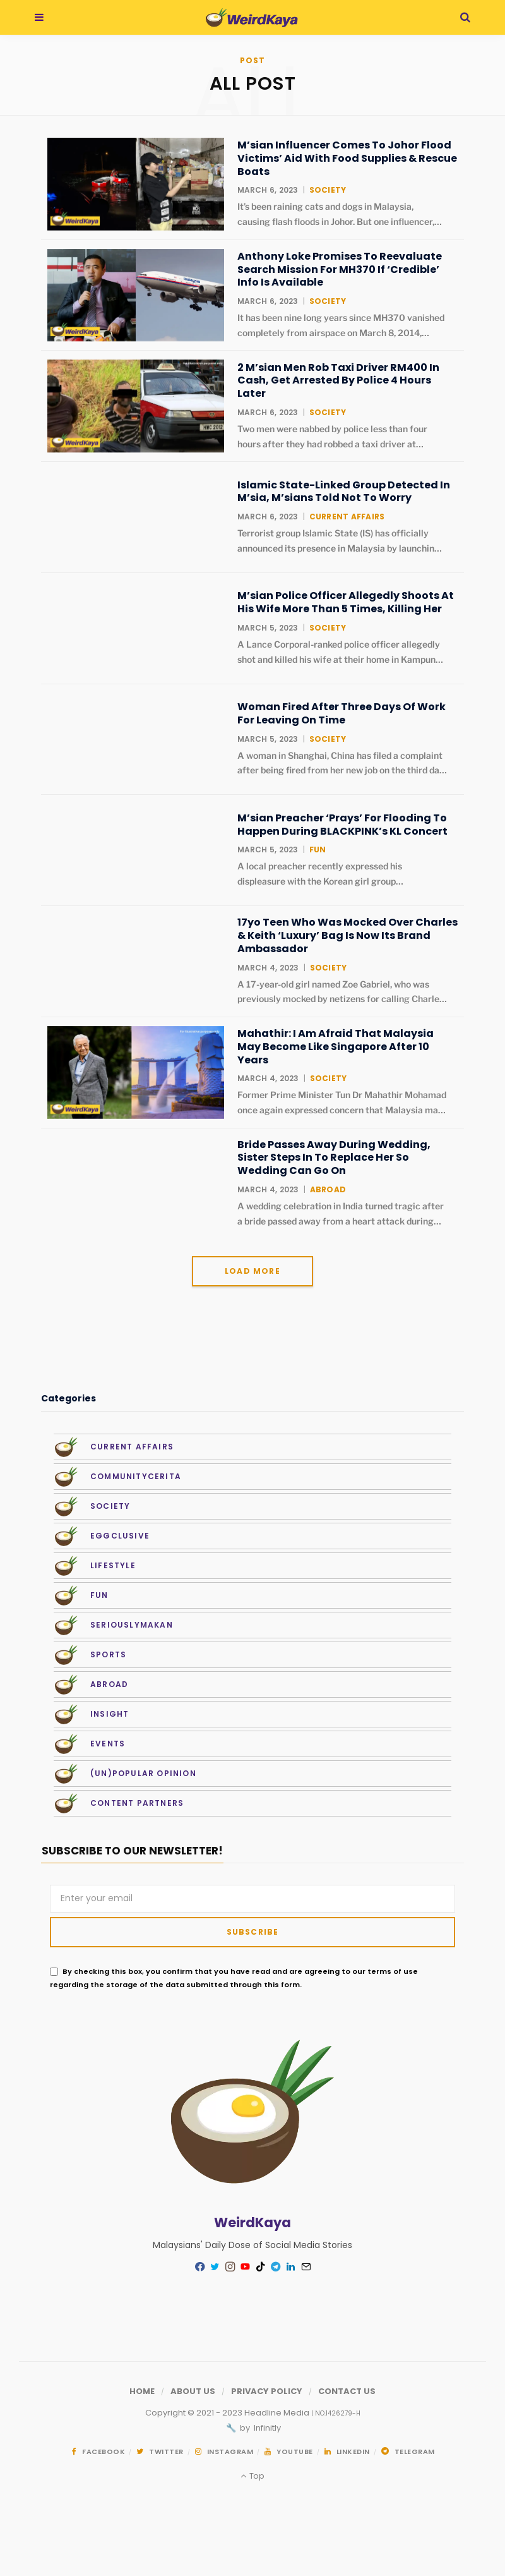 WeirdKaya
POST
ALL POST
M’sian Influencer Comes To Johor Flood
Victims’ Aid With Food Supplies & Rescue
Boats
MARCH 6, 2023 | SOCIETY
It’s been raining cats and dogs in Malaysia,
causing flash floods in Johor. But one influencer,…
WeirdKaya
Anthony Loke Promises To Reevaluate
Search Mission For MH370 If ‘Credible’
Info Is Available
MARCH 6, 2023 | SOCIETY
It has been nine long years since MH370 vanished
completely from airspace on March 8, 2014,…
WeirdKaya
2 M’sian Men Rob Taxi Driver RM400 In
Cash, Get Arrested By Police 4 Hours
Later
MARCH 6, 2023 | SOCIETY
Two men were nabbed by police less than four
hours after they had robbed a taxi driver at…
WeirdKaya
Islamic State-Linked Group Detected In
M’sia, M’sians Told Not To Worry
MARCH 6, 2023 | CURRENT AFFAIRS
Terrorist group Islamic State (IS) has officially
announced its presence in Malaysia by launchin…
M’sian Police Officer Allegedly Shoots At
His Wife More Than 5 Times, Killing Her
MARCH 5, 2023 | SOCIETY
A Lance Corporal-ranked police officer allegedly
shot and killed his wife at their home in Kampun…
Woman Fired After Three Days Of Work
For Leaving On Time
MARCH 5, 2023 | SOCIETY
A woman in Shanghai, China has filed a complaint
after being fired from her new job on the third da…
M’sian Preacher ‘Prays’ For Flooding To
Happen During BLACKPINK’s KL Concert
MARCH 5, 2023 | FUN
A local preacher recently expressed his
displeasure with the Korean girl group…
17yo Teen Who Was Mocked Over Charles
& Keith ‘Luxury’ Bag Is Now Its Brand
Ambassador
MARCH 4, 2023 | SOCIETY
A 17-year-old girl named Zoe Gabriel, who was
previously mocked by netizens for calling Charle…
Mahathir: I Am Afraid That Malaysia
May Become Like Singapore After 10
Years
MARCH 4, 2023 | SOCIETY
Former Prime Minister Tun Dr Mahathir Mohamad
once again expressed concern that Malaysia ma…
WeirdKaya
Bride Passes Away During Wedding,
Sister Steps In To Replace Her So
Wedding Can Go On
MARCH 4, 2023 | ABROAD
A wedding celebration in India turned tragic after
a bride passed away from a heart attack during…
LOAD MORE
Categories
CURRENT AFFAIRS
COMMUNITYCERITA
SOCIETY
EGGCLUSIVE
LIFESTYLE
FUN
SERIOUSLYMAKAN
SPORTS
ABROAD
INSIGHT
EVENTS
(UN)POPULAR OPINION
CONTENT PARTNERS
SUBSCRIBE TO OUR NEWSLETTER!
Enter your email
SUBSCRIBE
By checking this box, you confirm that you have read and are agreeing to our terms of use
regarding the storage of the data submitted through this form.
WeirdKaya
Malaysians' Daily Dose of Social Media Stories
HOME / ABOUT US / PRIVACY POLICY / CONTACT US
Copyright © 2021 - 2023 Headline Media | NO.1426279-H
by Infinitly
FACEBOOK / TWITTER / INSTAGRAM / YOUTUBE / LINKEDIN / TELEGRAM
Top